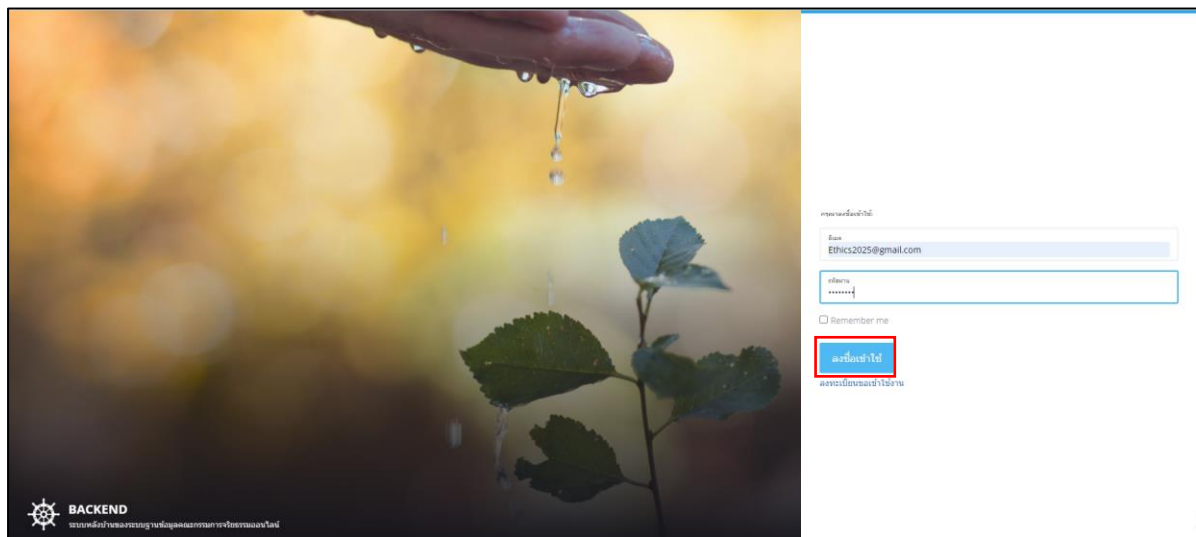 BACKEND
ระบบหลังบ้านของระบบฐานข้อมูลคณะกรรมการจริยธรรมออนไลน์
กรุณาลงชื่อเข้าใช้
อีเมล
Ethics2025@gmail.com
รหัสผ่าน
Remember me
ลงชื่อเข้าใช้
ลงทะเบียนขอเข้าใช้งาน